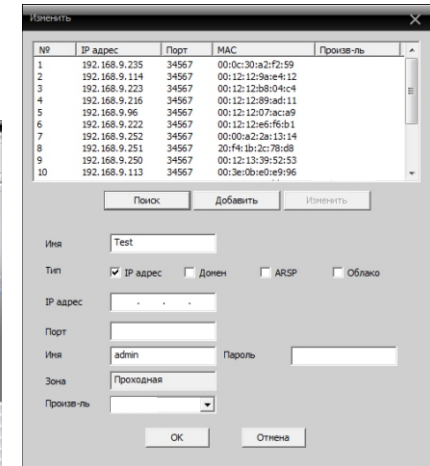 Изменить
№ IP адрес Порт MAC Произв-ль
1 192.168.9.235 34567 00:0c:30:a2:f2:59
2 192.168.9.114 34567 00:12:12:9a:e4:12
3 192.168.9.223 34567 00:12:12:b8:04:c4
4 192.168.9.216 34567 00:12:12:89:ad:11
5 192.168.9.96 34567 00:12:12:07:ac:a9
6 192.168.9.222 34567 00:12:12:e6:f6:b1
7 192.168.9.252 34567 00:00:a2:2a:13:14
8 192.168.9.251 34567 20:f4:1b:2c:78:d8
9 192.168.9.250 34567 00:12:13:39:52:53
10 192.168.9.113 34567 00:3e:0b:e0:e9:96
Поиск Добавить Изменить
Имя Test
Тип IP адрес Домен ARSP Облако
IP адрес . . .
Порт
Имя admin Пароль
Зона Проходная
Произв-ль
OK Отмена